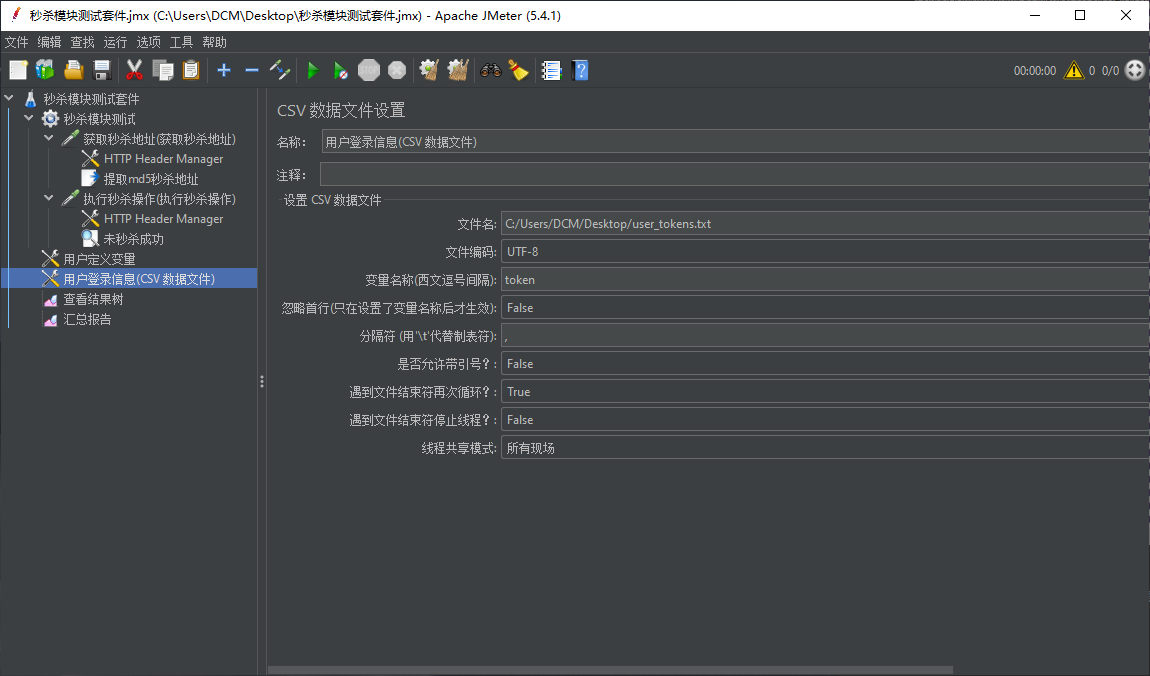 秒杀模块测试套件.jmx (C:\Users\DCM\Desktop\秒杀模块测试套件.jmx) - Apache JMeter (5.4.1)
文件 编辑 查找 运行 选项 工具 帮助
STOP
00:00:00 0 0/0
秒杀模块测试套件
秒杀模块测试
获取秒杀地址(获取秒杀地址)
HTTP Header Manager
提取md5秒杀地址
执行秒杀操作(执行秒杀操作)
HTTP Header Manager
未秒杀成功
用户定义变量
用户登录信息(CSV 数据文件)
查看结果树
汇总报告
CSV 数据文件设置
名称: 用户登录信息(CSV 数据文件)
注释:
设置 CSV 数据文件
文件名: C:/Users/DCM/Desktop/user_tokens.txt
文件编码: UTF-8
变量名称(西文逗号间隔): token
忽略首行(只在设置了变量名称后才生效): False
分隔符 (用'\t'代替制表符): ,
是否允许带引号?: False
遇到文件结束符再次循环?: True
遇到文件结束符停止线程?: False
线程共享模式: 所有现场